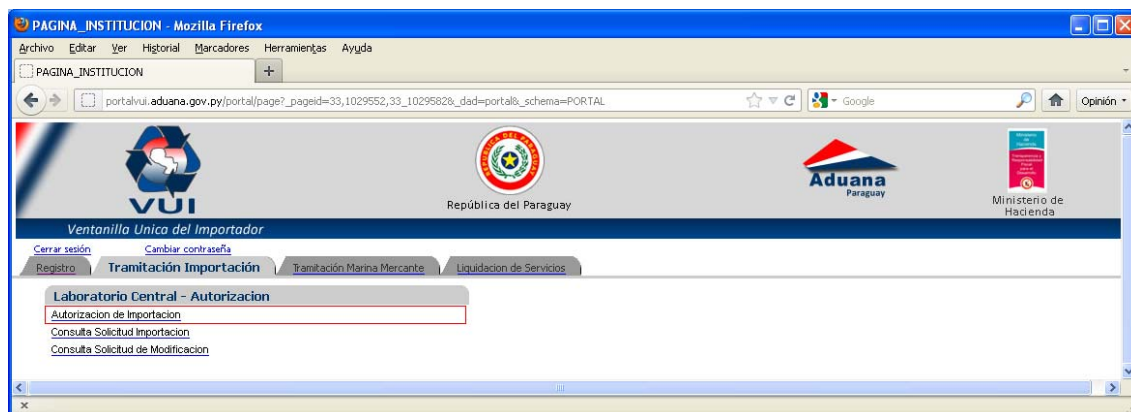 PAGINA_INSTITUCION - Mozilla Firefox
Archivo Editar Ver Historial Marcadores Herramientas Ayuda
PAGINA_INSTITUCION
portalvui.aduana.gov.py/portal/page?_pageid=33,1029552,33_1029582&_dad=portal&_schema=PORTAL
Google
Opinión
VUI
República del Paraguay
Aduana
Paraguay
Ministerio de
Hacienda
Ventanilla Unica del Importador
Cerrar sesión Cambiar contraseña
Registro Tramitación Importación Tramitación Marina Mercante Liquidacion de Servicios
Laboratorio Central - Autorizacion
Autorizacion de Importacion
Consulta Solicitud Importacion
Consulta Solicitud de Modificacion